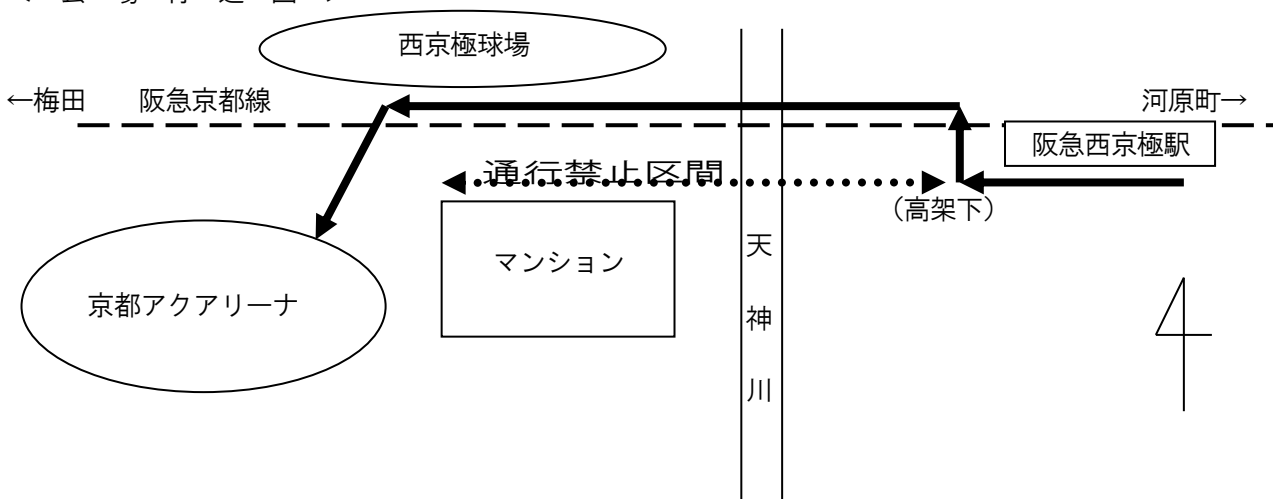 西京極球場
←梅田
阪急京都線
河原町→
阪急西京極駅
通行禁止区間
(高架下)
マンション
天神川
京都アクアリーナ